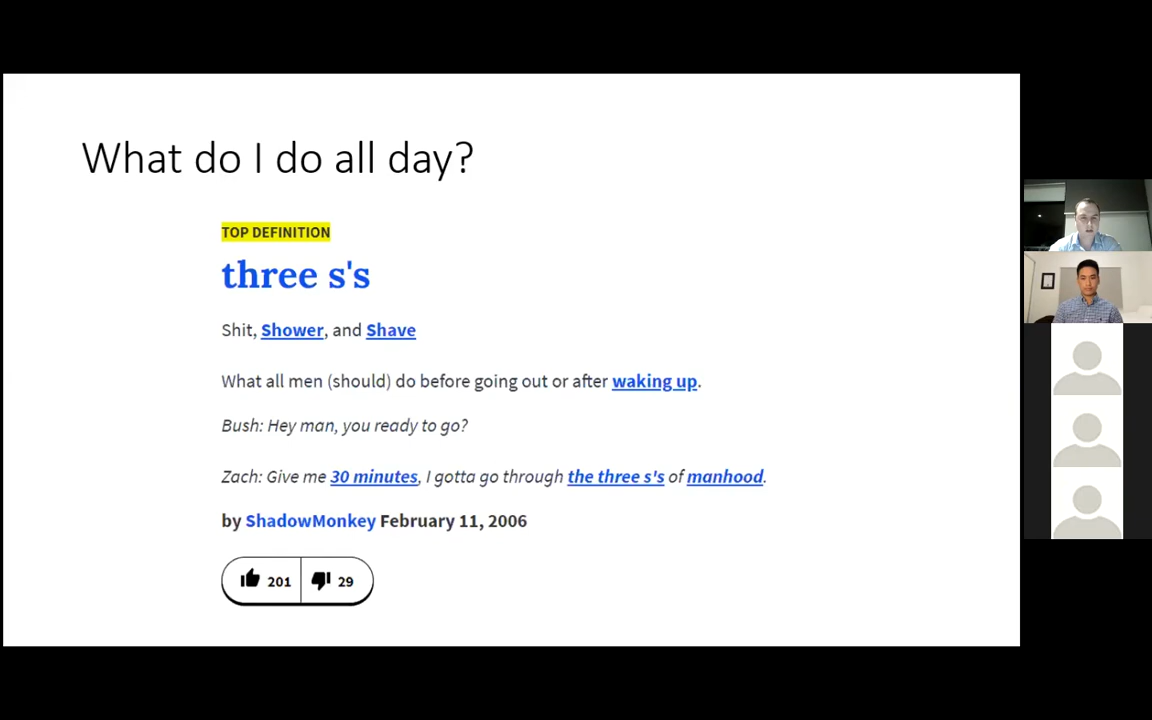 What do I do all day?
TOP DEFINITION
three s's
Shit, Shower, and Shave
What all men (should) do before going out or after waking up.
Bush: Hey man, you ready to go?
Zach: Give me 30 minutes, I gotta go through the three s's of manhood.
by ShadowMonkey February 11, 2006
201 29